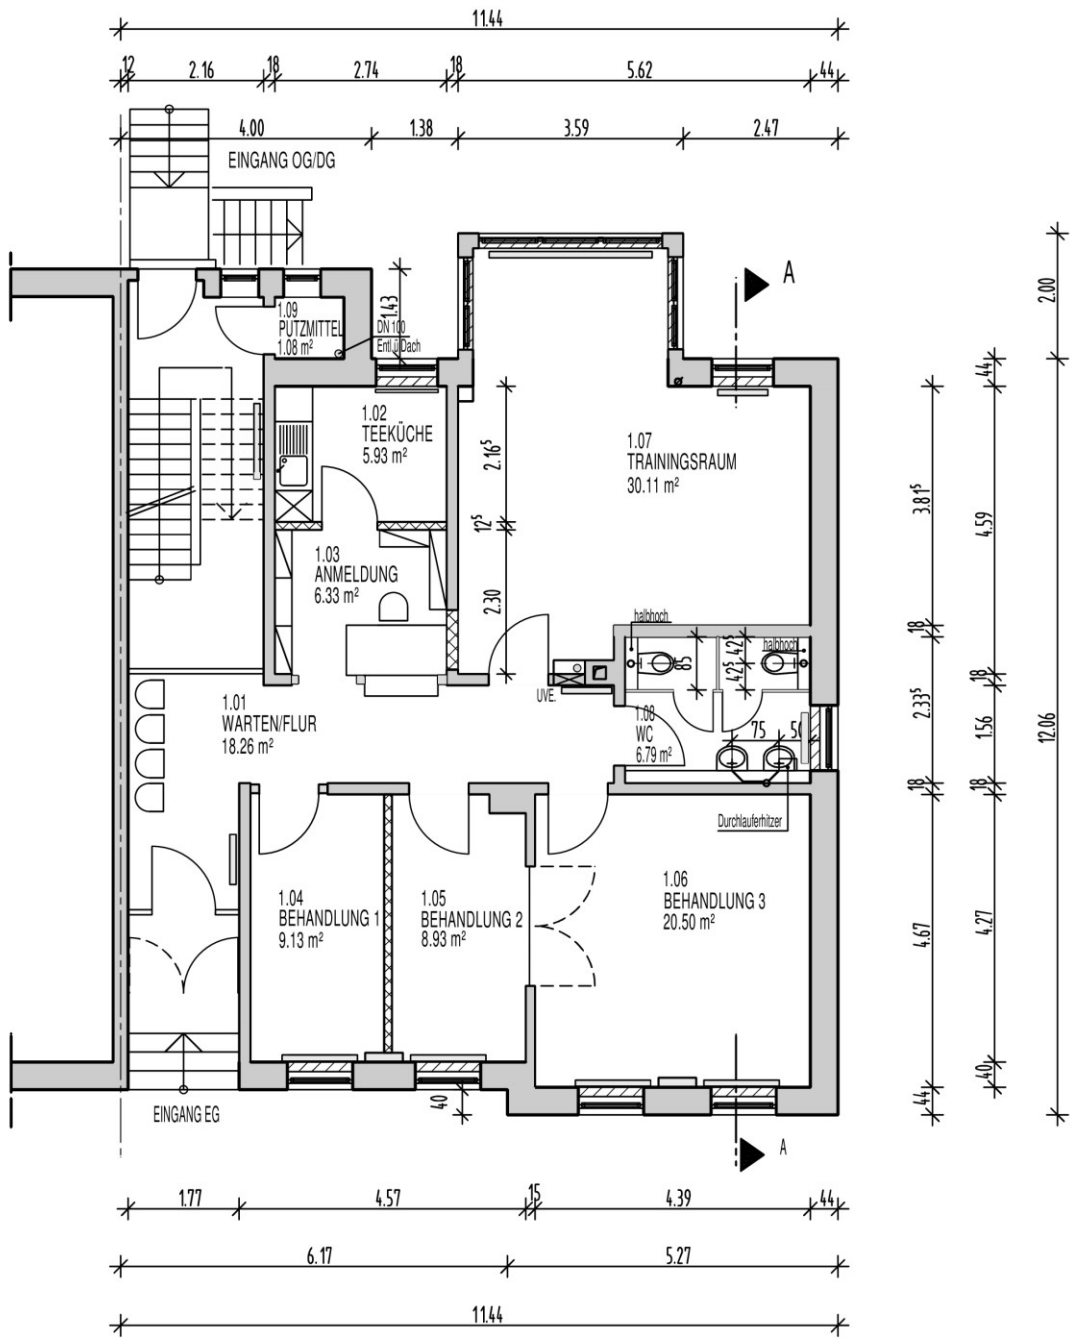 11.44
12 2.16 18 2.74 18 5.62 44
4.00 1.38 3.59 2.47
EINGANG OG/DG
A
2.00
1.43
1.09
PUTZMITTEL
1.08 m²
DN 100
Entl.ü.Dach
44
1.02
TEEKÜCHE
5.93 m²
2.16⁵
1.07
TRAININGSRAUM
30.11 m²
3.81⁵
4.59
12⁵
1.03
ANMELDUNG
6.33 m²
2.30
halbhoch
halbhoch
85
42⁵
42⁵
18
18
UVE.
1.01
WARTEN/FLUR
18.26 m²
1.08
WC
6.79 m²
75 50
2.33⁵
1.56
12.06
18
18
Durchlauferhitzer
1.04
BEHANDLUNG 1
9.13 m²
1.05
BEHANDLUNG 2
8.93 m²
1.06
BEHANDLUNG 3
20.50 m²
4.67
4.27
40
44
40
EINGANG EG
A
1.77 4.57 15 4.39 44
6.17 5.27
11.44